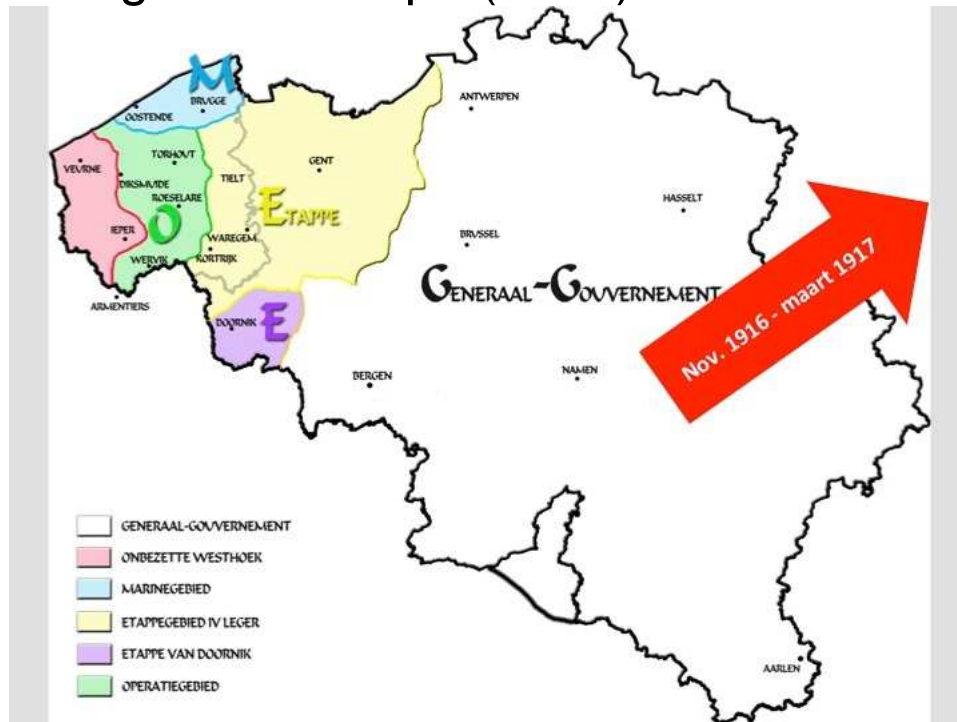 M
BRUGGE
OOSTENDE
ANTWERPEN
VEURNE
TORHOUT
DIKSMUIDE
TIELT
GENT
ROESELARE
HASSELT
O
ETAPPE
IEPER
WAREGEM
BRUSSEL
WERVIK
KORTRIJK
GENERAAL-GOUVERNEMENT
ARMENTIERS
DOORNIK
E
Nov. 1916 - maart 1917
BERGEN
NAMEN
GENERAAL-GOUVERNEMENT
ONBEZETTE WESTHOEK
MARINEGEBIED
ETAPPEGEBIED IV LEGER
ETAPPE VAN DOORNIK
OPERATIEGEBIED
AARLEN